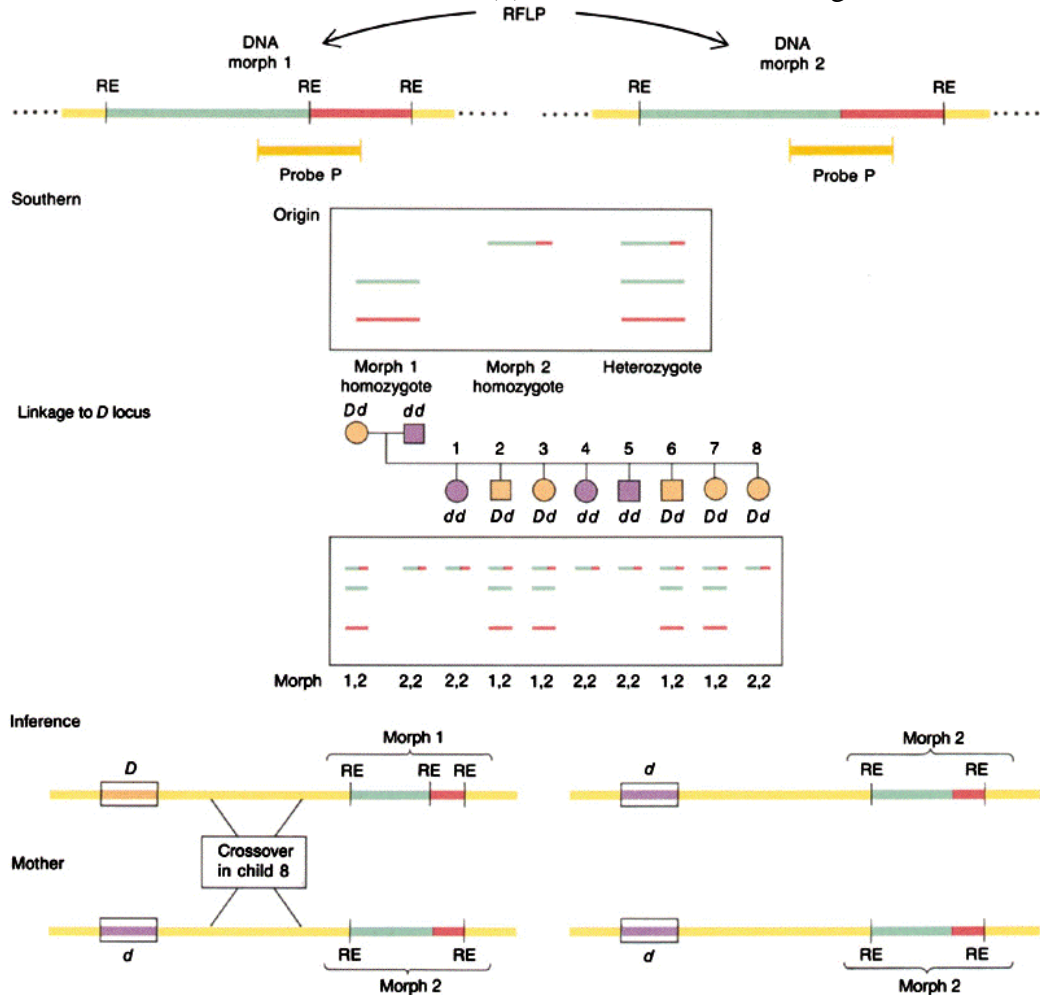 RFLP
DNA
morph 1
DNA
morph 2
RE RE RE RE RE
Probe P Probe P
Southern
Origin
Morph 1
homozygote
Morph 2
homozygote
Heterozygote
Linkage to D locus
Dd dd
1 2 3 4 5 6 7 8
dd Dd Dd dd dd Dd Dd Dd
Morph 1,2 2,2 2,2 1,2 1,2 2,2 2,2 1,2 1,2 2,2
Inference
Morph 1 Morph 2
D RE RE RE d RE RE
Mother
Crossover
in child 8
d RE RE d RE RE
Morph 2 Morph 2